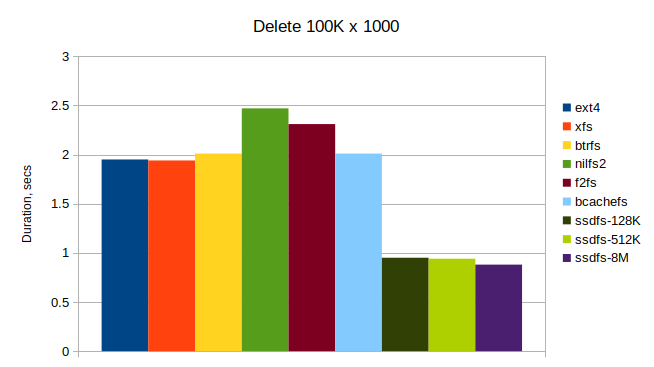 Delete 100K x 1000
Duration, secs
3
2.5
2
1.5
1
0.5
0
ext4
xfs
btrfs
nilfs2
f2fs
bcachefs
ssdfs-128K
ssdfs-512K
ssdfs-8M